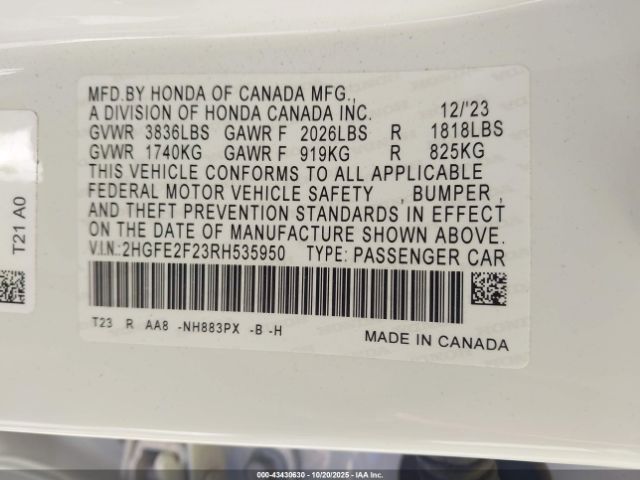 MFD.BY HONDA OF CANADA MFG.,
A DIVISION OF HONDA CANADA INC. 12/'23
GVWR 3836LBS GAWR F 2026LBS R 1818LBS
GVWR 1740KG GAWR F 919KG R 825KG
THIS VEHICLE CONFORMS TO ALL APPLICABLE
FEDERAL MOTOR VEHICLE SAFETY , BUMPER ,
AND THEFT PREVENTION STANDARDS IN EFFECT
ON THE DATE OF MANUFACTURE SHOWN ABOVE.
V.I.N.:2HGFE2F23RH535950 TYPE: PASSENGER CAR
T23 R AA8 -NH883PX -B -H
MADE IN CANADA
T21 A0
000-43430630 - 10/20/2025 - IAA Inc.